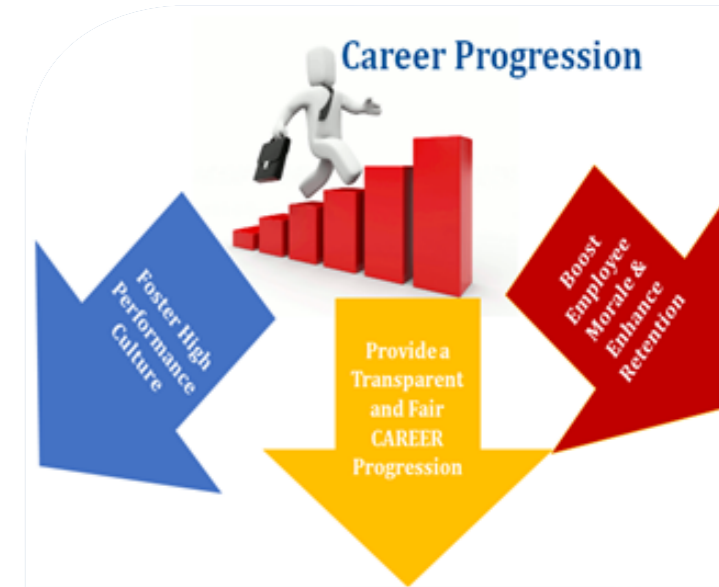 Career Progression
Foster High
Performance
Culture
Provide a
Transparent
and Fair
CAREER
Progression
Boost
Employee
Morale &
Enhance
Retention